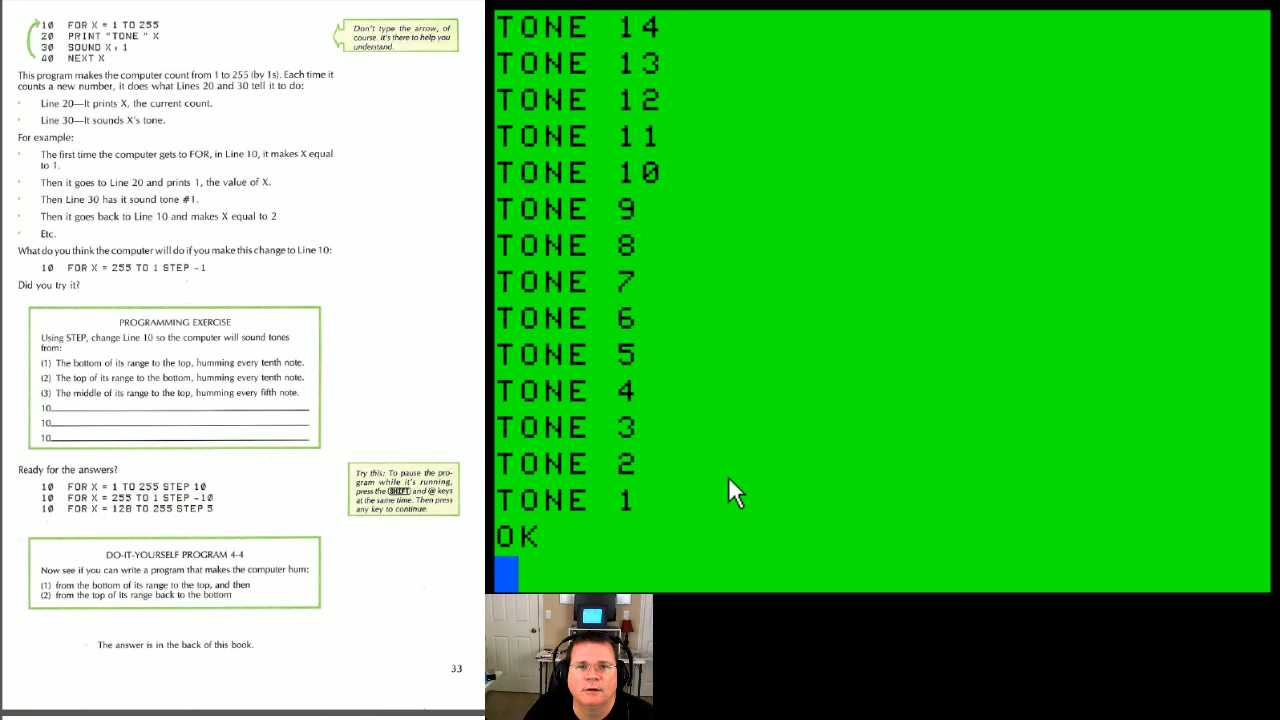 10 FOR X = 1 TO 255
20 PRINT "TONE " X
30 SOUND X, 1
40 NEXT X
Don't type the arrow, of
course. It's there to help you
understand.
This program makes the computer count from 1 to 255 (by 1s). Each time it
counts a new number, it does what Lines 20 and 30 tell it to do:
• Line 20—It prints X, the current count.
• Line 30—It sounds X's tone.
For example:
• The first time the computer gets to FOR, in Line 10, it makes X equal
to 1.
• Then it goes to Line 20 and prints 1, the value of X.
• Then Line 30 has it sound tone #1.
• Then it goes back to Line 10 and makes X equal to 2
• Etc.
What do you think the computer will do if you make this change to Line 10:
10 FOR X = 255 TO 1 STEP -1
Did you try it?
PROGRAMMING EXERCISE
Using STEP, change Line 10 so the computer will sound tones
from:
(1) The bottom of its range to the top, humming every tenth note.
(2) The top of its range to the bottom, humming every tenth note.
(3) The middle of its range to the top, humming every fifth note.
10
10
10
Ready for the answers?
10 FOR X = 1 TO 255 STEP 10
10 FOR X = 255 TO 1 STEP -10
10 FOR X = 128 TO 255 STEP 5
Try this: To pause the pro-
gram while it's running,
press the SHIFT and @ keys
at the same time. Then press
any key to continue.
DO-IT-YOURSELF PROGRAM 4-4
Now see if you can write a program that makes the computer hum:
(1) from the bottom of its range to the top, and then
(2) from the top of its range back to the bottom
The answer is in the back of this book.
33
TONE 14
TONE 13
TONE 12
TONE 11
TONE 10
TONE 9
TONE 8
TONE 7
TONE 6
TONE 5
TONE 4
TONE 3
TONE 2
TONE 1
OK